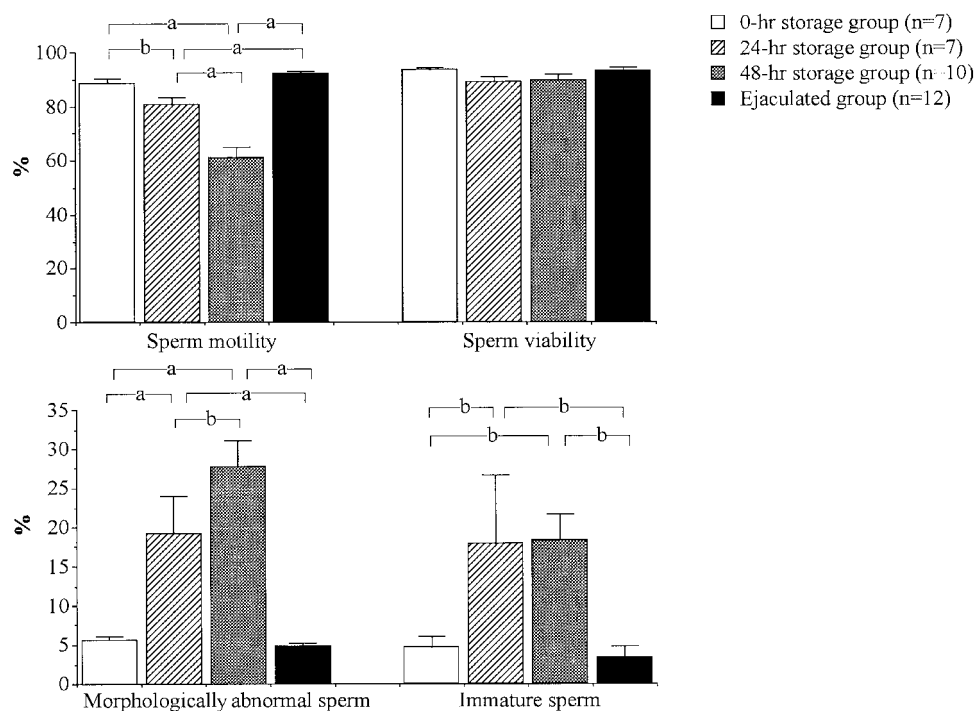 0-hr storage group (n=7)
24-hr storage group (n=7)
48-hr storage group (n=10)
Ejaculated group (n=12)
a a
b a
a
100
80
60
40
20
0
%
Sperm motility Sperm viability
a a
a a
b
b b
b b
35
30
25
20
15
10
5
0
%
Morphologically abnormal sperm Immature sperm